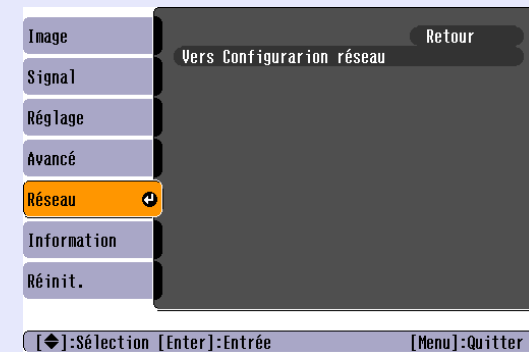 Image
Signal
Réglage
Avancé
Réseau
Information
Réinit.
Retour
Vers Configurarion réseau
[◆]:Sélection [Enter]:Entrée [Menu]:Quitter